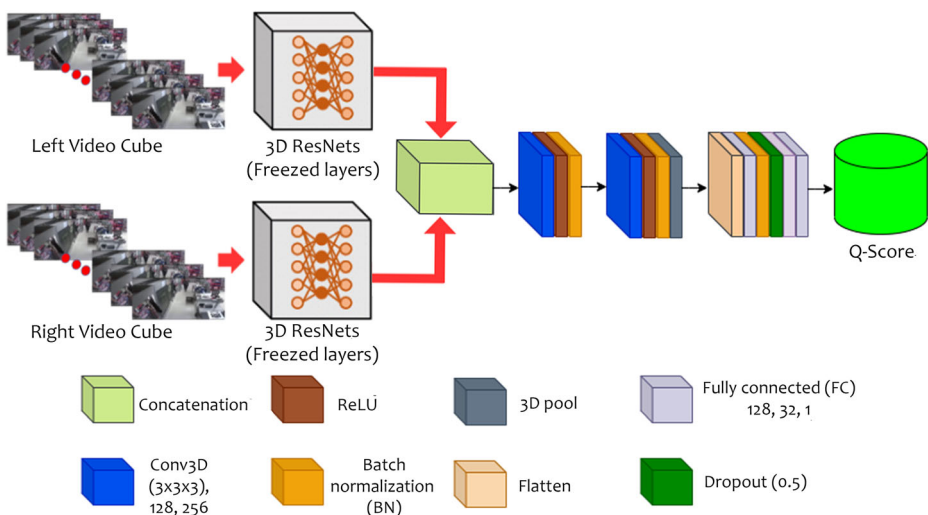 Left Video Cube
3D ResNets
(Freezed layers)
Right Video Cube
3D ResNets
(Freezed layers)
Q-Score
Concatenation
ReLU
3D pool
Fully connected (FC)
128, 32, 1
Conv3D
(3x3x3),
128, 256
Batch
normalization
(BN)
Flatten
Dropout (0.5)